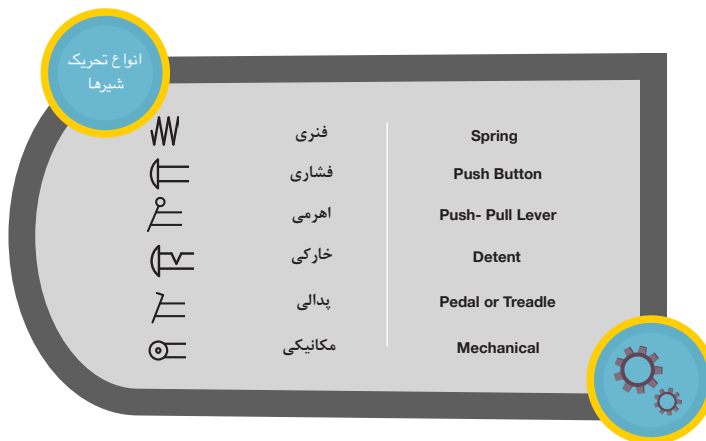 انواع تحریک
شیرها
فنری Spring
فشاری Push Button
اهرمی Push- Pull Lever
خارکی Detent
پدالی Pedal or Treadle
مکانیکی Mechanical